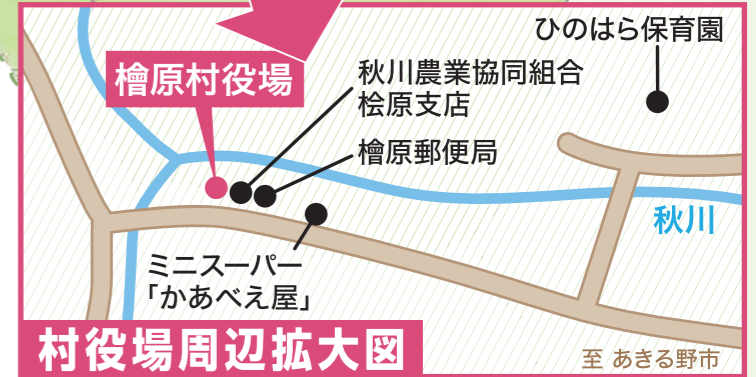 ひのはら保育園
檜原村役場
秋川農業協同組合
桧原支店
檜原郵便局
秋川
ミニスーパー
「かあべえ屋」
村役場周辺拡大図
至 あきる野市